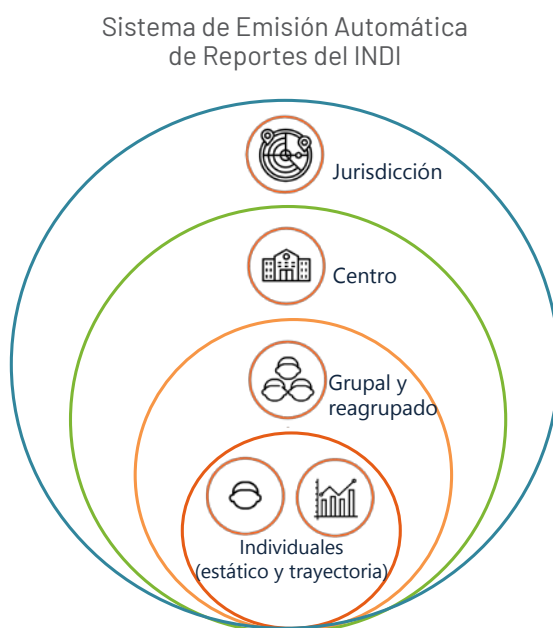 Sistema de Emisión Automática
de Reportes del INDI
Jurisdicción
Centro
Grupal y
reagrupado
Individuales
(estático y trayectoria)